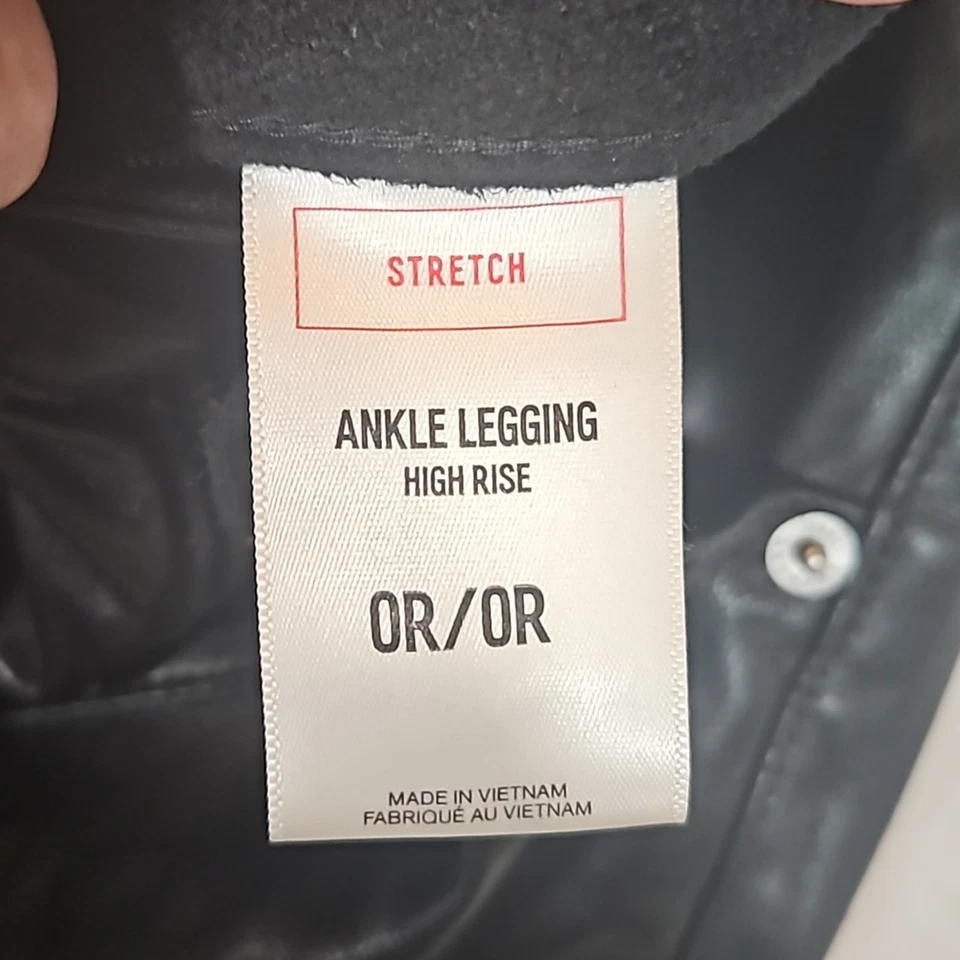 STRETCH
ANKLE LEGGING
HIGH RISE
0R/0R
MADE IN VIETNAM
FABRIQUÉ AU VIETNAM